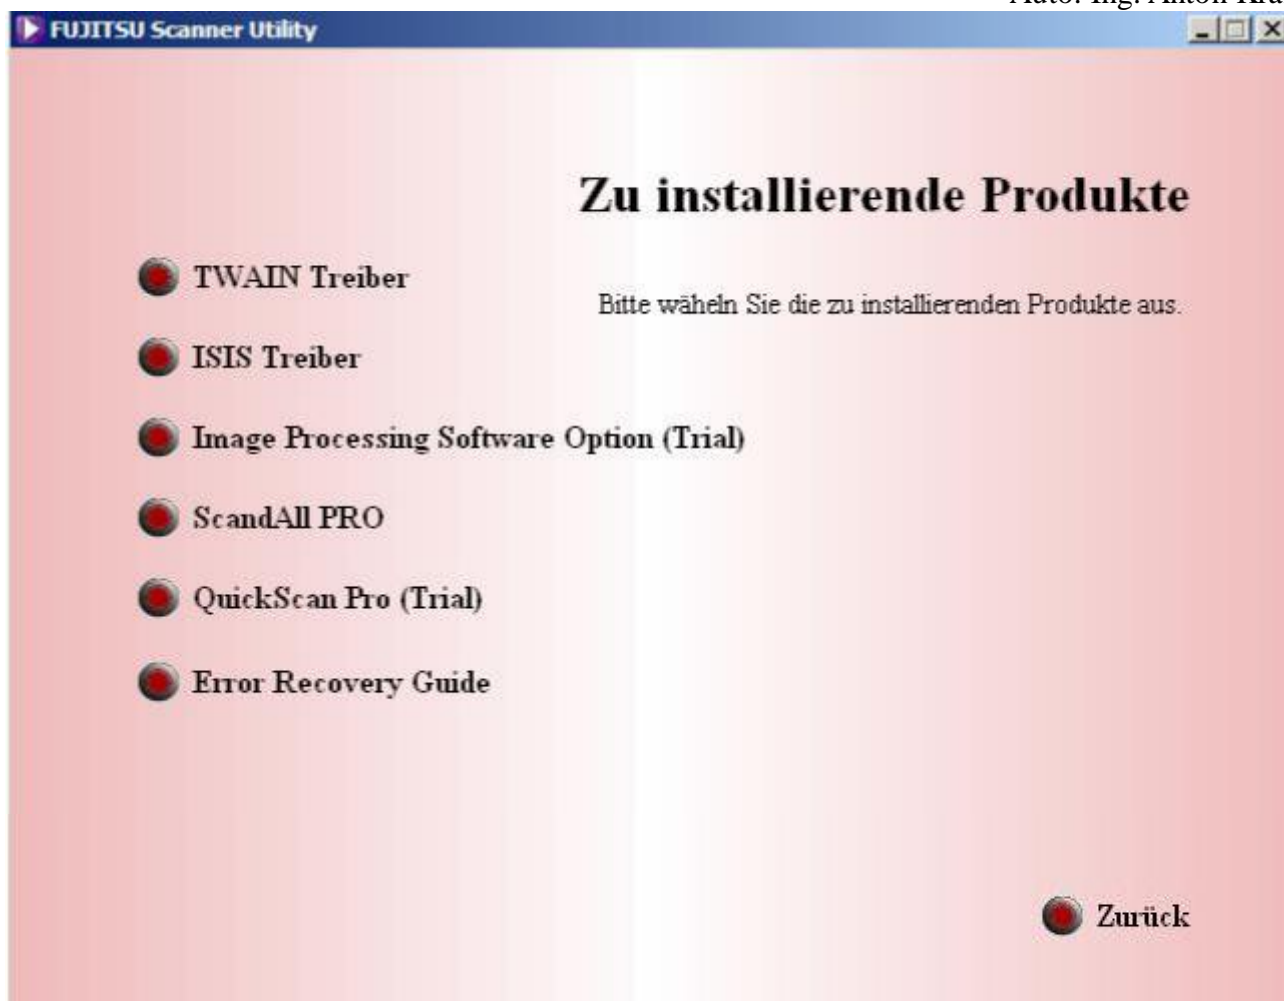 FUJITSU Scanner Utility
Zu installierende Produkte
TWAIN Treiber
Bitte wäheln Sie die zu installierenden Produkte aus.
ISIS Treiber
Image Processing Software Option (Trial)
ScandAll PRO
QuickScan Pro (Trial)
Error Recovery Guide
Zurück